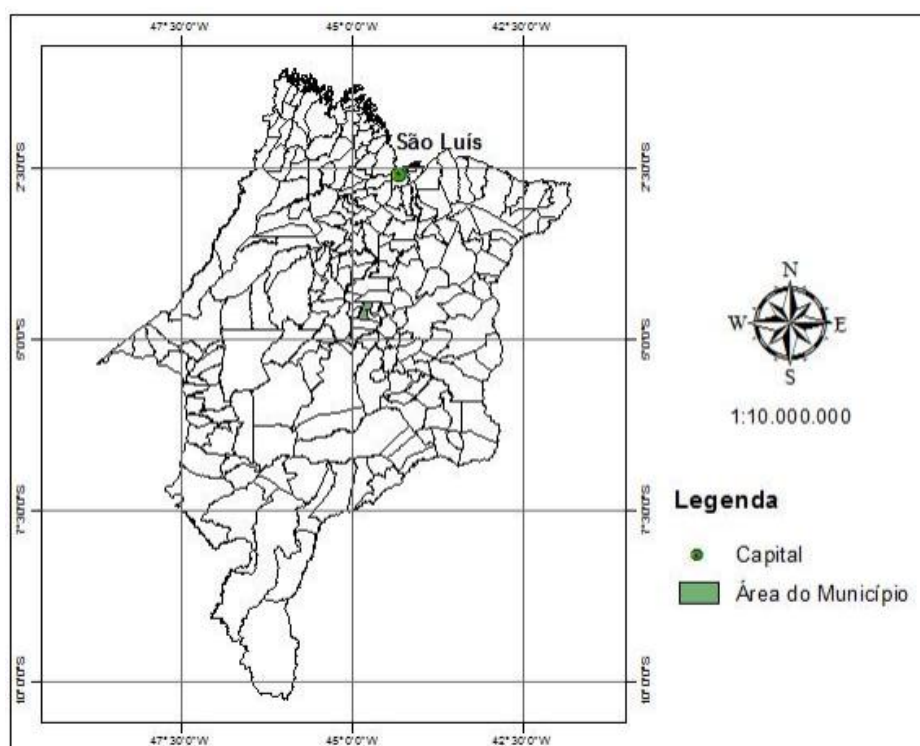 47°30'0"W 45°0'0"W 42°30'0"W
São Luís
2°30'0"S 2°30'0"S
5°0'0"S 5°0'0"S
7°30'0"S 7°30'0"S
10°0'0"S 10°0'0"S
47°30'0"W 45°0'0"W 42°30'0"W
N
W E
S
1:10.000.000
Legenda
Capital
Área do Município